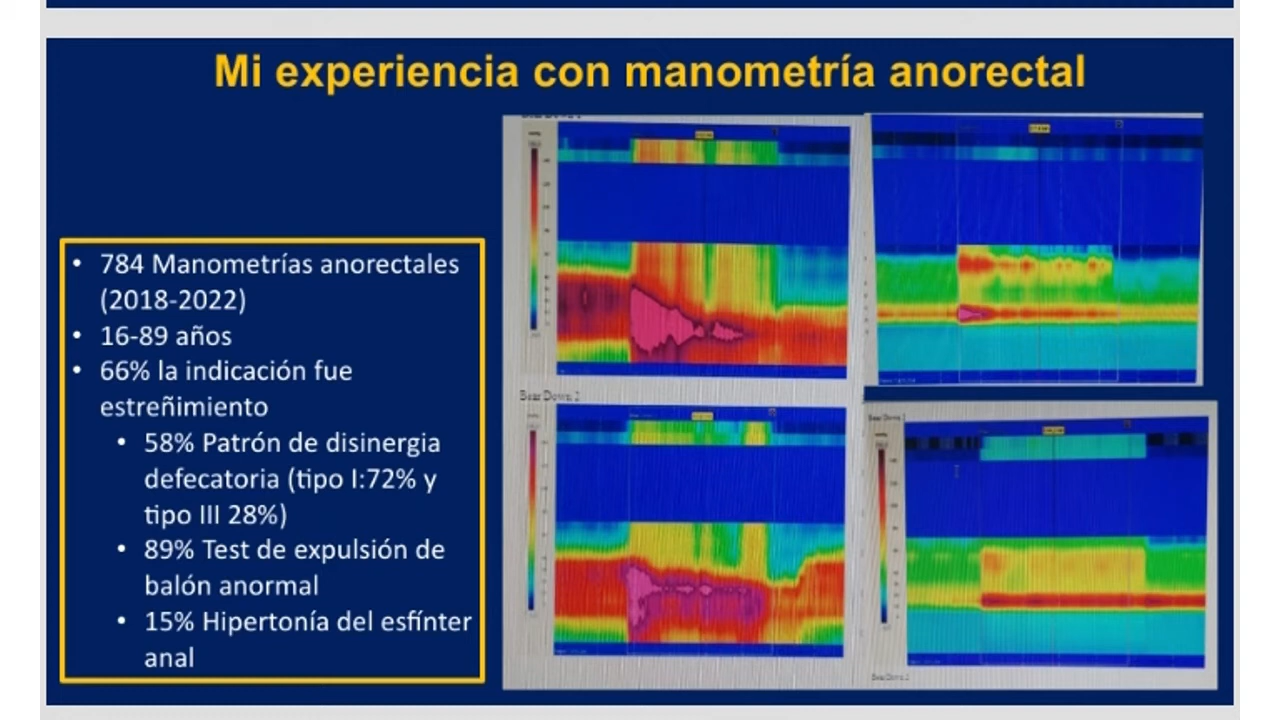 Mi experiencia con manometría anorectal
• 784 Manometrías anorectales
(2018-2022)
• 16-89 años
• 66% la indicación fue
estreñimiento
• 58% Patrón de disinergia
defecatoria (tipo I:72% y
tipo III 28%)
• 89% Test de expulsión de
balón anormal
• 15% Hipertonía del esfínter
anal
Bear Down 2